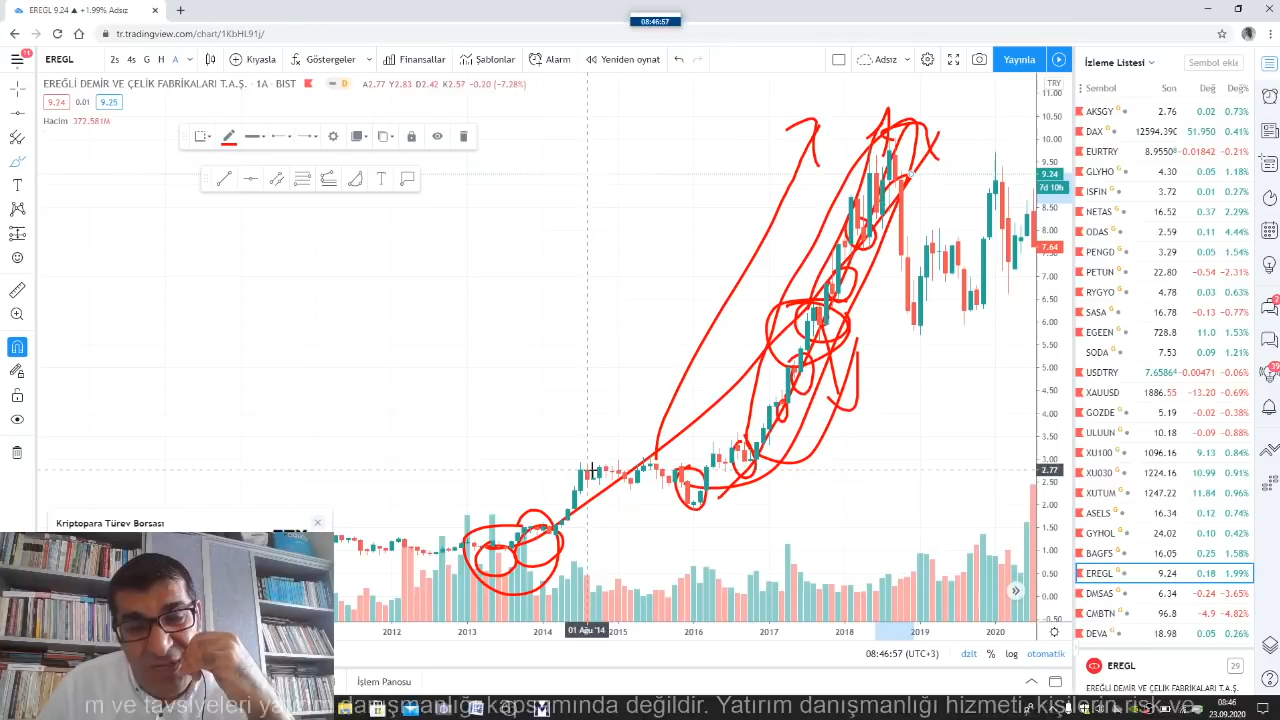 EREGL 9.24 ▲ +1.99% Adsız
08:46:57
tr.tradingview.com/chart/1KbHL91j/
11
EREGL
2s 4s G H A
Kıyasla
Göstergeler
Finansallar
Şablonlar
Alarm
Yeniden oynat
Adsız
Yayınla
İzleme Listesi
Sembol ekle
EREĞLİ DEMİR VE ÇELİK FABRİKALARI T.A.Ş. · 1A · BIST
D A2.77 Y2.83 D2.42 K2.57 -0.20 (-7.28%)
9.24 0.01 9.25
Hacim 372.581M
TRY
11.00
10.50
10.00
9.50
9.24
7d 10h
8.50
8.00
7.64
7.00
6.50
6.00
5.50
5.00
4.50
4.00
3.50
3.00
2.77
2.50
2.00
1.50
1.00
0.50
0.00
-0.50
Sembol Son Değ Değ%
AKSGY 2.76 0.02 0.73%
DAX 12594.39 51.950 0.41%
EURTRY 8.9550 -0.01842 -0.21%
GLYHO 4.30 0.05 1.18%
ISFIN 3.72 0.01 0.27%
NETAS 16.52 0.37 2.29%
ODAS 2.59 0.11 4.44%
PENGD 3.29 0.05 1.54%
PETUN 22.80 -0.54 -2.31%
RYGYO 4.78 0.03 0.63%
SASA 16.78 -0.13 -0.77%
EGEEN 728.8 11.0 1.53%
SODA 7.53 0.09 1.21%
USDTRY 7.6586 -0.00471 -0.06%
XAUUSD 1886.55 -13.20 -0.69%
GOZDE 5.19 -0.02 -0.38%
ULUUN 10.18 -0.09 -0.88%
9.13 0.84%
1224.16 10.99 0.91%
XUTUM 1247.22 11.84 0.96%
ASELS 16.34 0.12 0.74%
GYHOL 24.02 0.10 0.42%
BAGFS 6.05 0.25 1.58%
EREGL 9.24 0.18 1.99%
DMSAS 6.34 -0.24 -3.65%
CMBTN 96.8 -4.9 -4.82%
DEVA 18.98 0.05 0.26%
Kriptopara Türev Borsası
2012 2013 2014 01 Ağu '14 2015 2016 2017 2018 2019 2020
08:46:57 (UTC+3) dzlt % log otomatik
İşlem Panosu
EREGL
29
EREĞLİ DEMİR VE ÇELİK FABRİKALARI T.A.Ş.
m ve tavsiyeleri yatırım danışmanlığı kapsamında değildir. Yatırım danışmanlığı hizmeti, kişilerin
08:46
23.09.2020